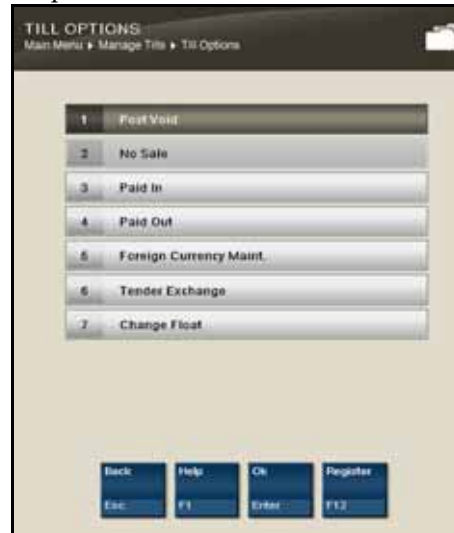 TILL OPTIONS
Main Menu ▸ Manage Tills ▸ Till Options
1 Post Void
2 No Sale
3 Paid In
4 Paid Out
5 Foreign Currency Maint.
6 Tender Exchange
7 Change Float
Back Help Ok Register
Esc F1 Enter F12